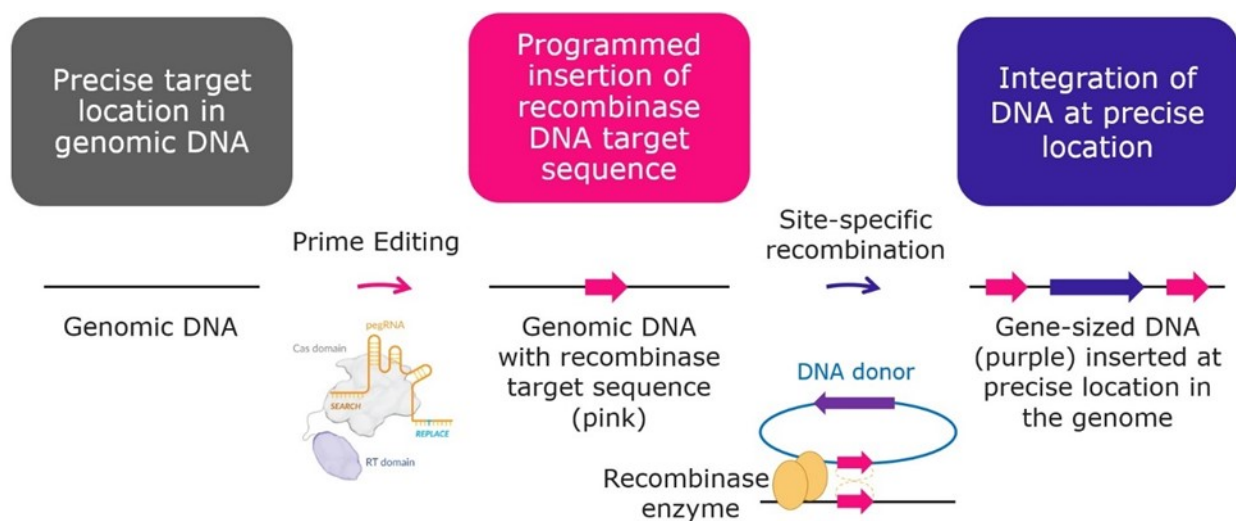 Precise target
location in
genomic DNA
Programmed
insertion of
recombinase
DNA target
sequence
Integration of
DNA at precise
location
Prime Editing
Site-specific
recombination
Genomic DNA
pegRNA
Cas domain
SEARCH
REPLACE
RT domain
Genomic DNA
with recombinase
target sequence
(pink)
DNA donor
Recombinase
enzyme
Gene-sized DNA
(purple) inserted at
precise location in
the genome